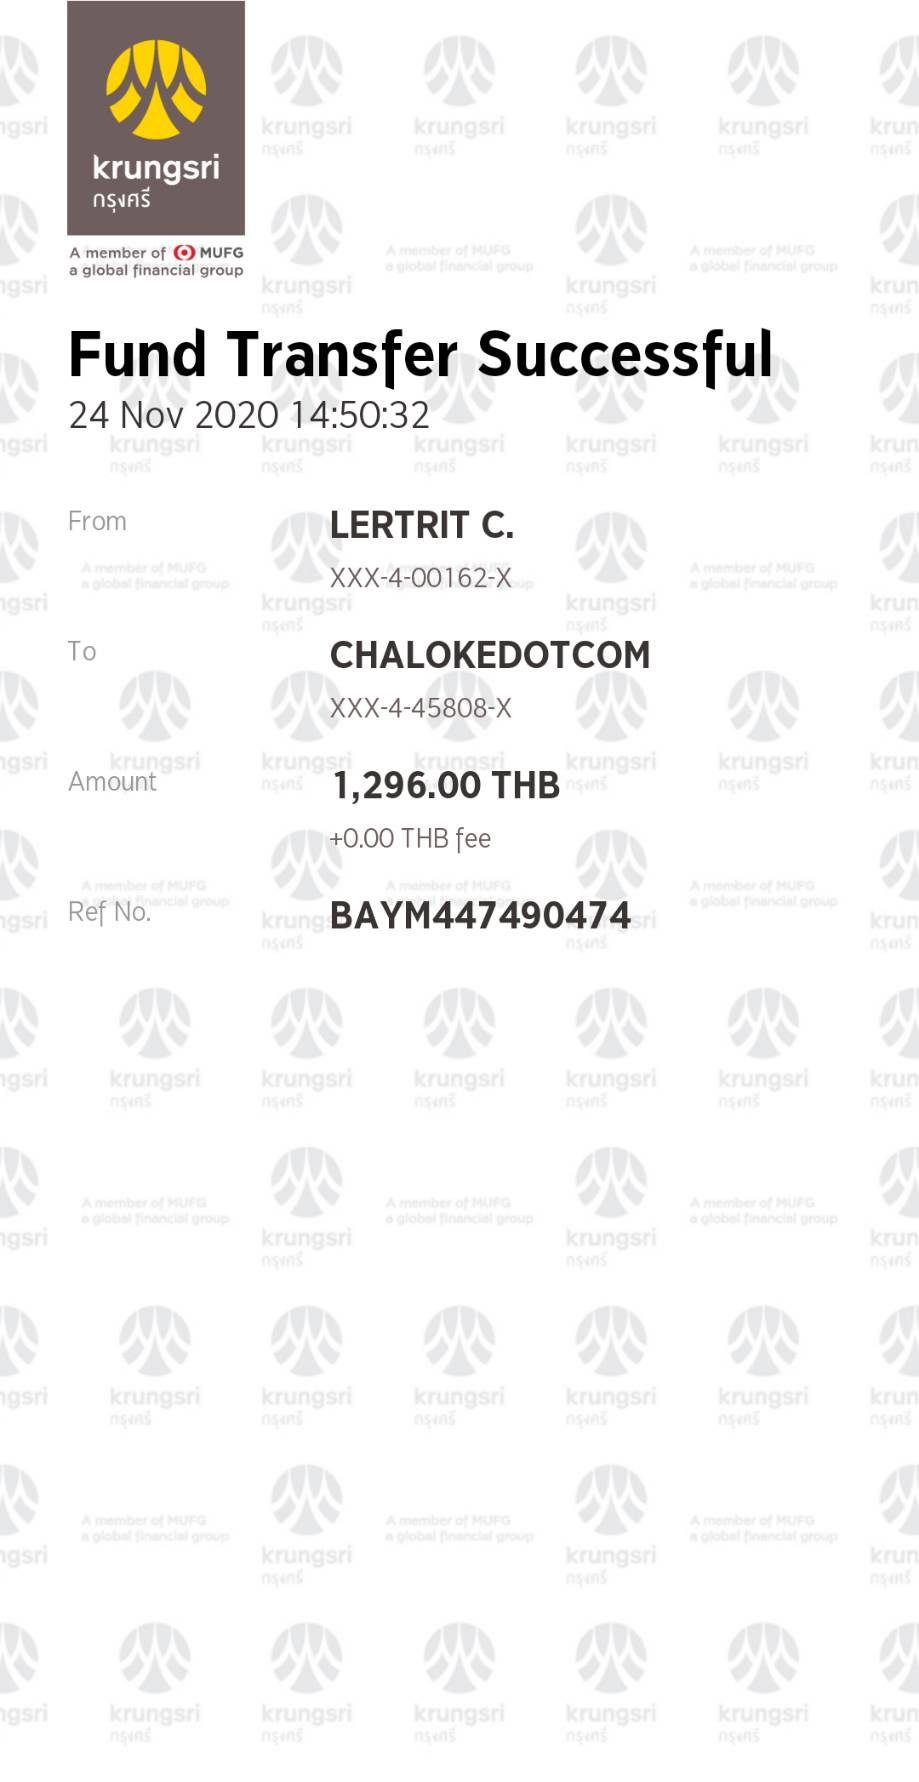 krungsri
กรุงศรี
A member of MUFG
a global financial group
Fund Transfer Successful
24 Nov 2020 14:50:32
From
LERTRIT C.
XXX-4-00162-X
To
CHALOKEDOTCOM
XXX-4-45808-X
Amount
1,296.00 THB
+0.00 THB fee
Ref No.
BAYM447490474